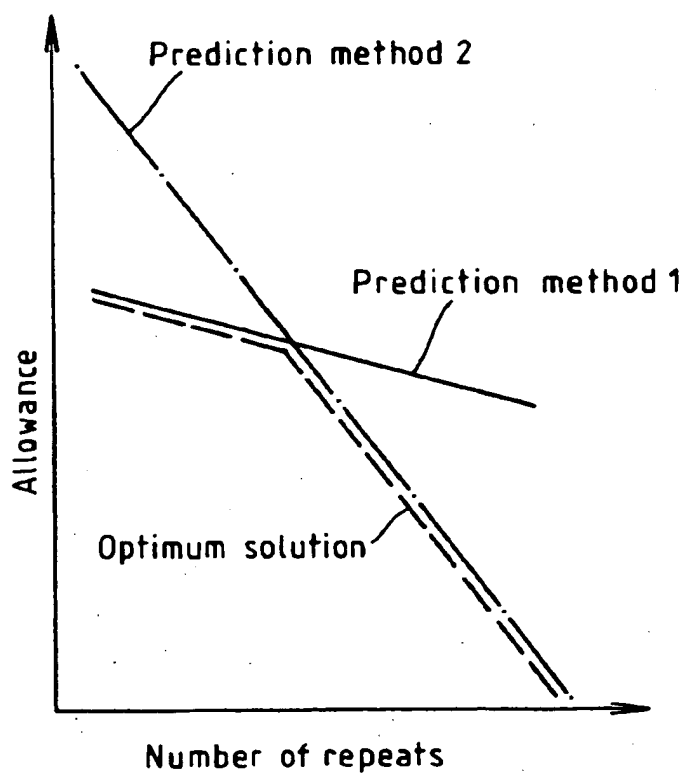 Prediction method 2
Prediction method 1
Allowance
Optimum solution
Number of repeats